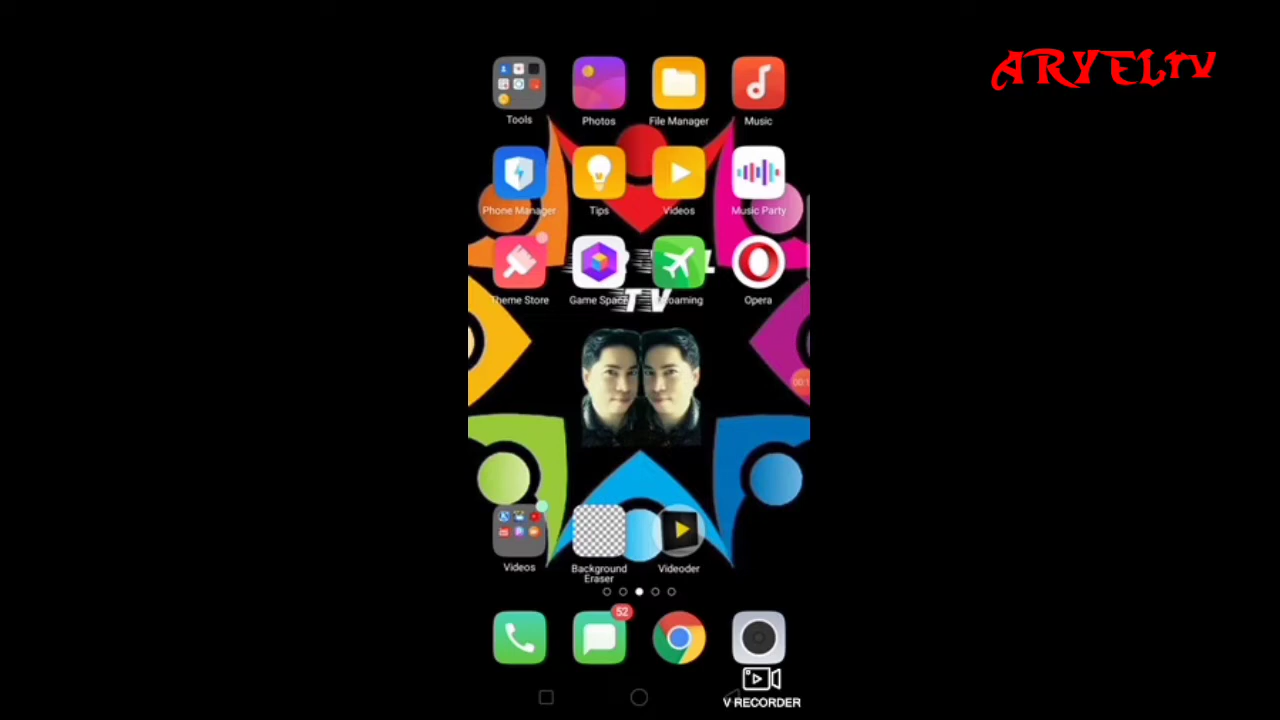 ARYELtv
Tools
Photos
File Manager
Music
Phone Manager
Tips
Videos
Music Party
Theme Store
Game Space
Roaming
Opera
TV
Videos
Background
Eraser
Videoder
52
V RECORDER